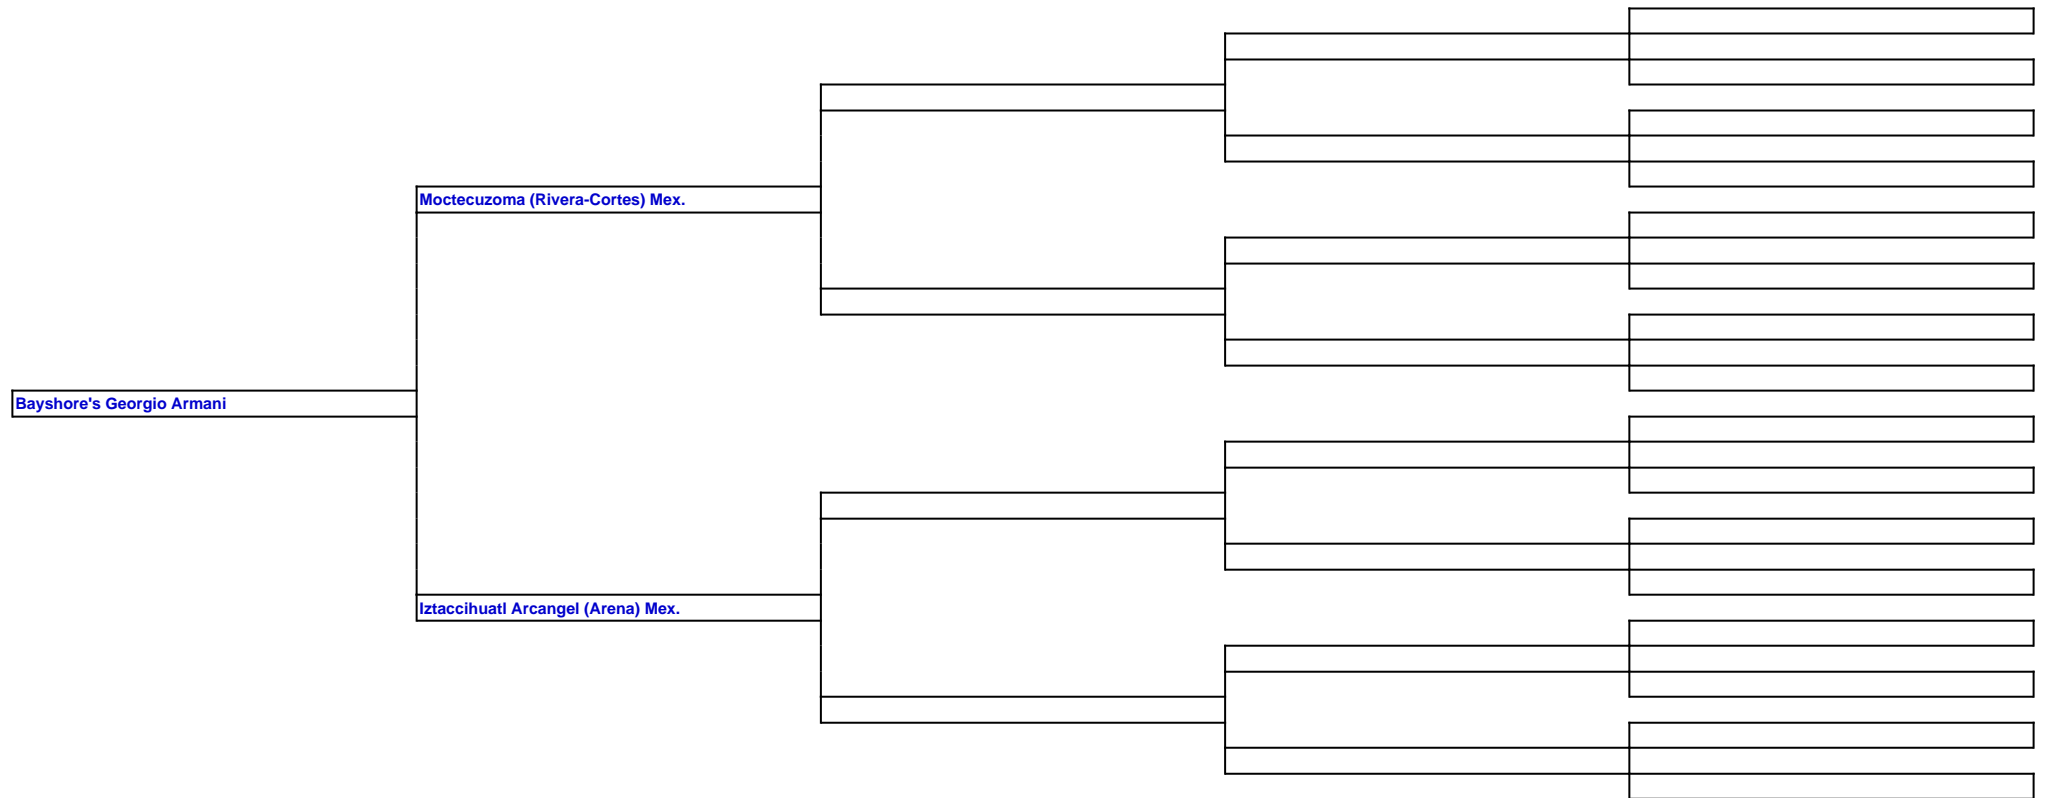 Moctecuzoma (Rivera-Cortes) Mex.
Bayshore's Georgio Armani
Iztaccihuatl Arcangel (Arena) Mex.